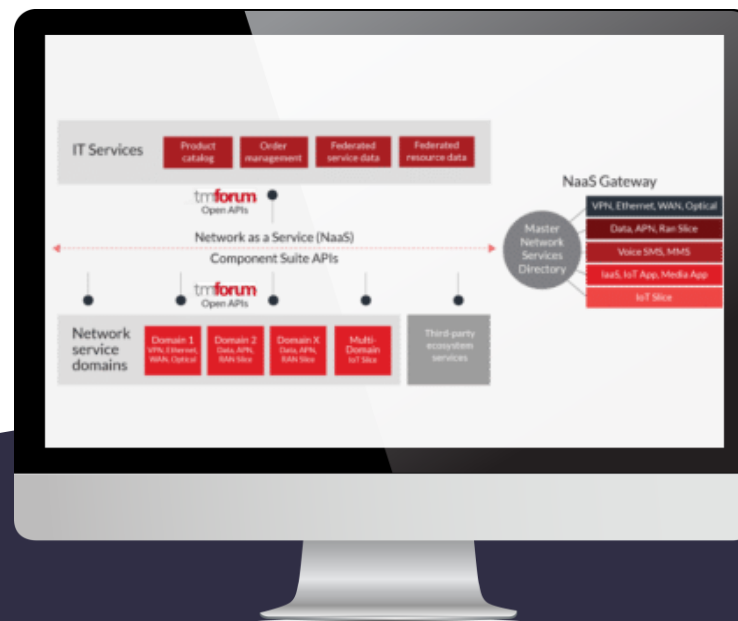 IT Services
Product
catalog
Order
management
Federated
service data
Federated
resource data
tmforum
Open APIs
Network as a Service (NaaS)
Component Suite APIs
tmforum
Open APIs
Network
service
domains
Domain 1
VPN, Ethernet,
WAN, Optical
Domain 2
Data, APN,
RAN Slice
Domain X
Data, APN,
RAN Slice
Multi-
Domain
IoT Slice
Third-party
ecosystem
services
NaaS Gateway
Master
Network
Services
Directory
VPN, Ethernet, WAN, Optical
Data, APN, Ran Slice
Voice SMS, MMS
IaaS, IoT App, Media App
IoT Slice